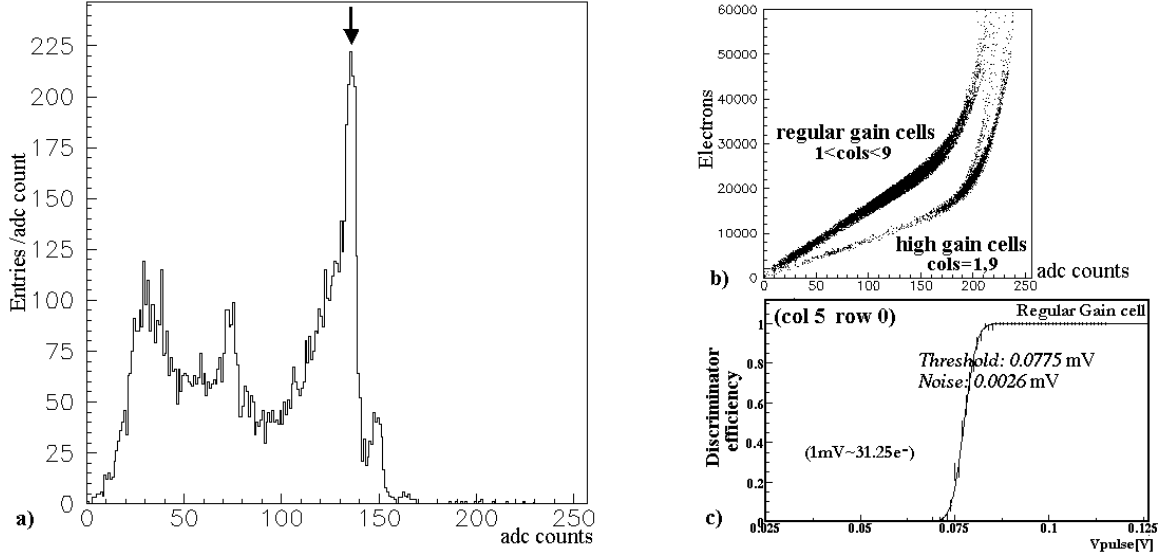 225
200
175
150
125
100
75
50
25
0
Entries /adc count
0
50
100
150
200
250
adc counts
a)
60000
50000
40000
30000
20000
10000
0
Electrons
regular gain cells
1<cols<9
high gain cells
cols=1,9
0
50
100
150
200
250
adc counts
b)
(col 5 row 0)
Regular Gain cell
1
0.8
0.6
0.4
0.2
0
Discriminator
efficiency
Threshold: 0.0775 mV
Noise: 0.0026 mV
(1mV~31.25e-)
0.025
0.05
0.075
0.1
0.125
Vpulse[V]
c)